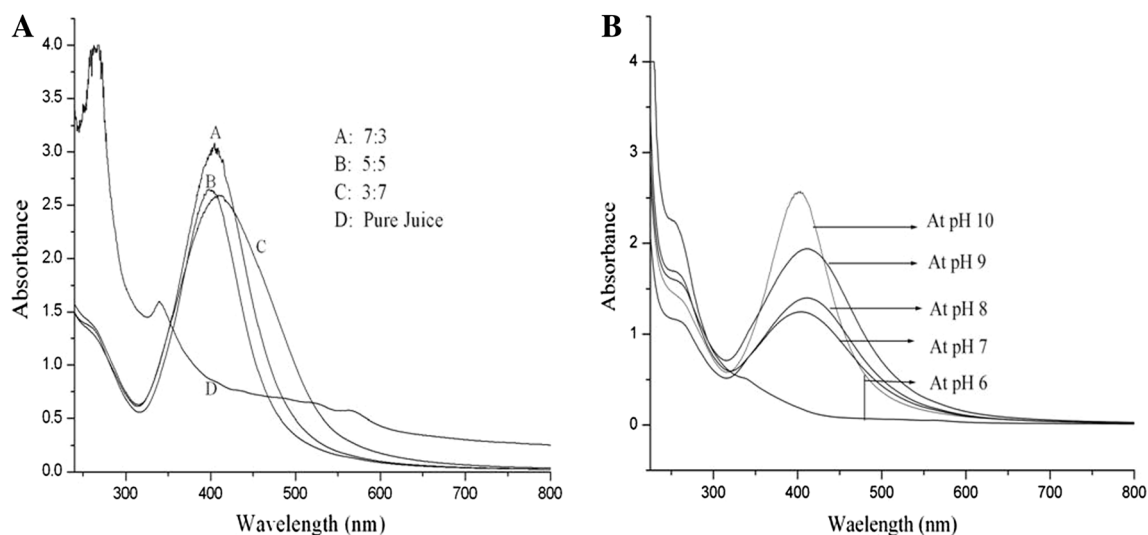 A
4.0
3.5
3.0
2.5
2.0
1.5
1.0
0.5
0.0
Absorbance
A
B
C
D
A: 7:3
B: 5:5
C: 3:7
D: Pure Juice
300 400 500 600 700 800
Wavelength (nm)
B
4
3
2
1
0
Absorbance
At pH 10
At pH 9
At pH 8
At pH 7
At pH 6
300 400 500 600 700 800
Waelength (nm)